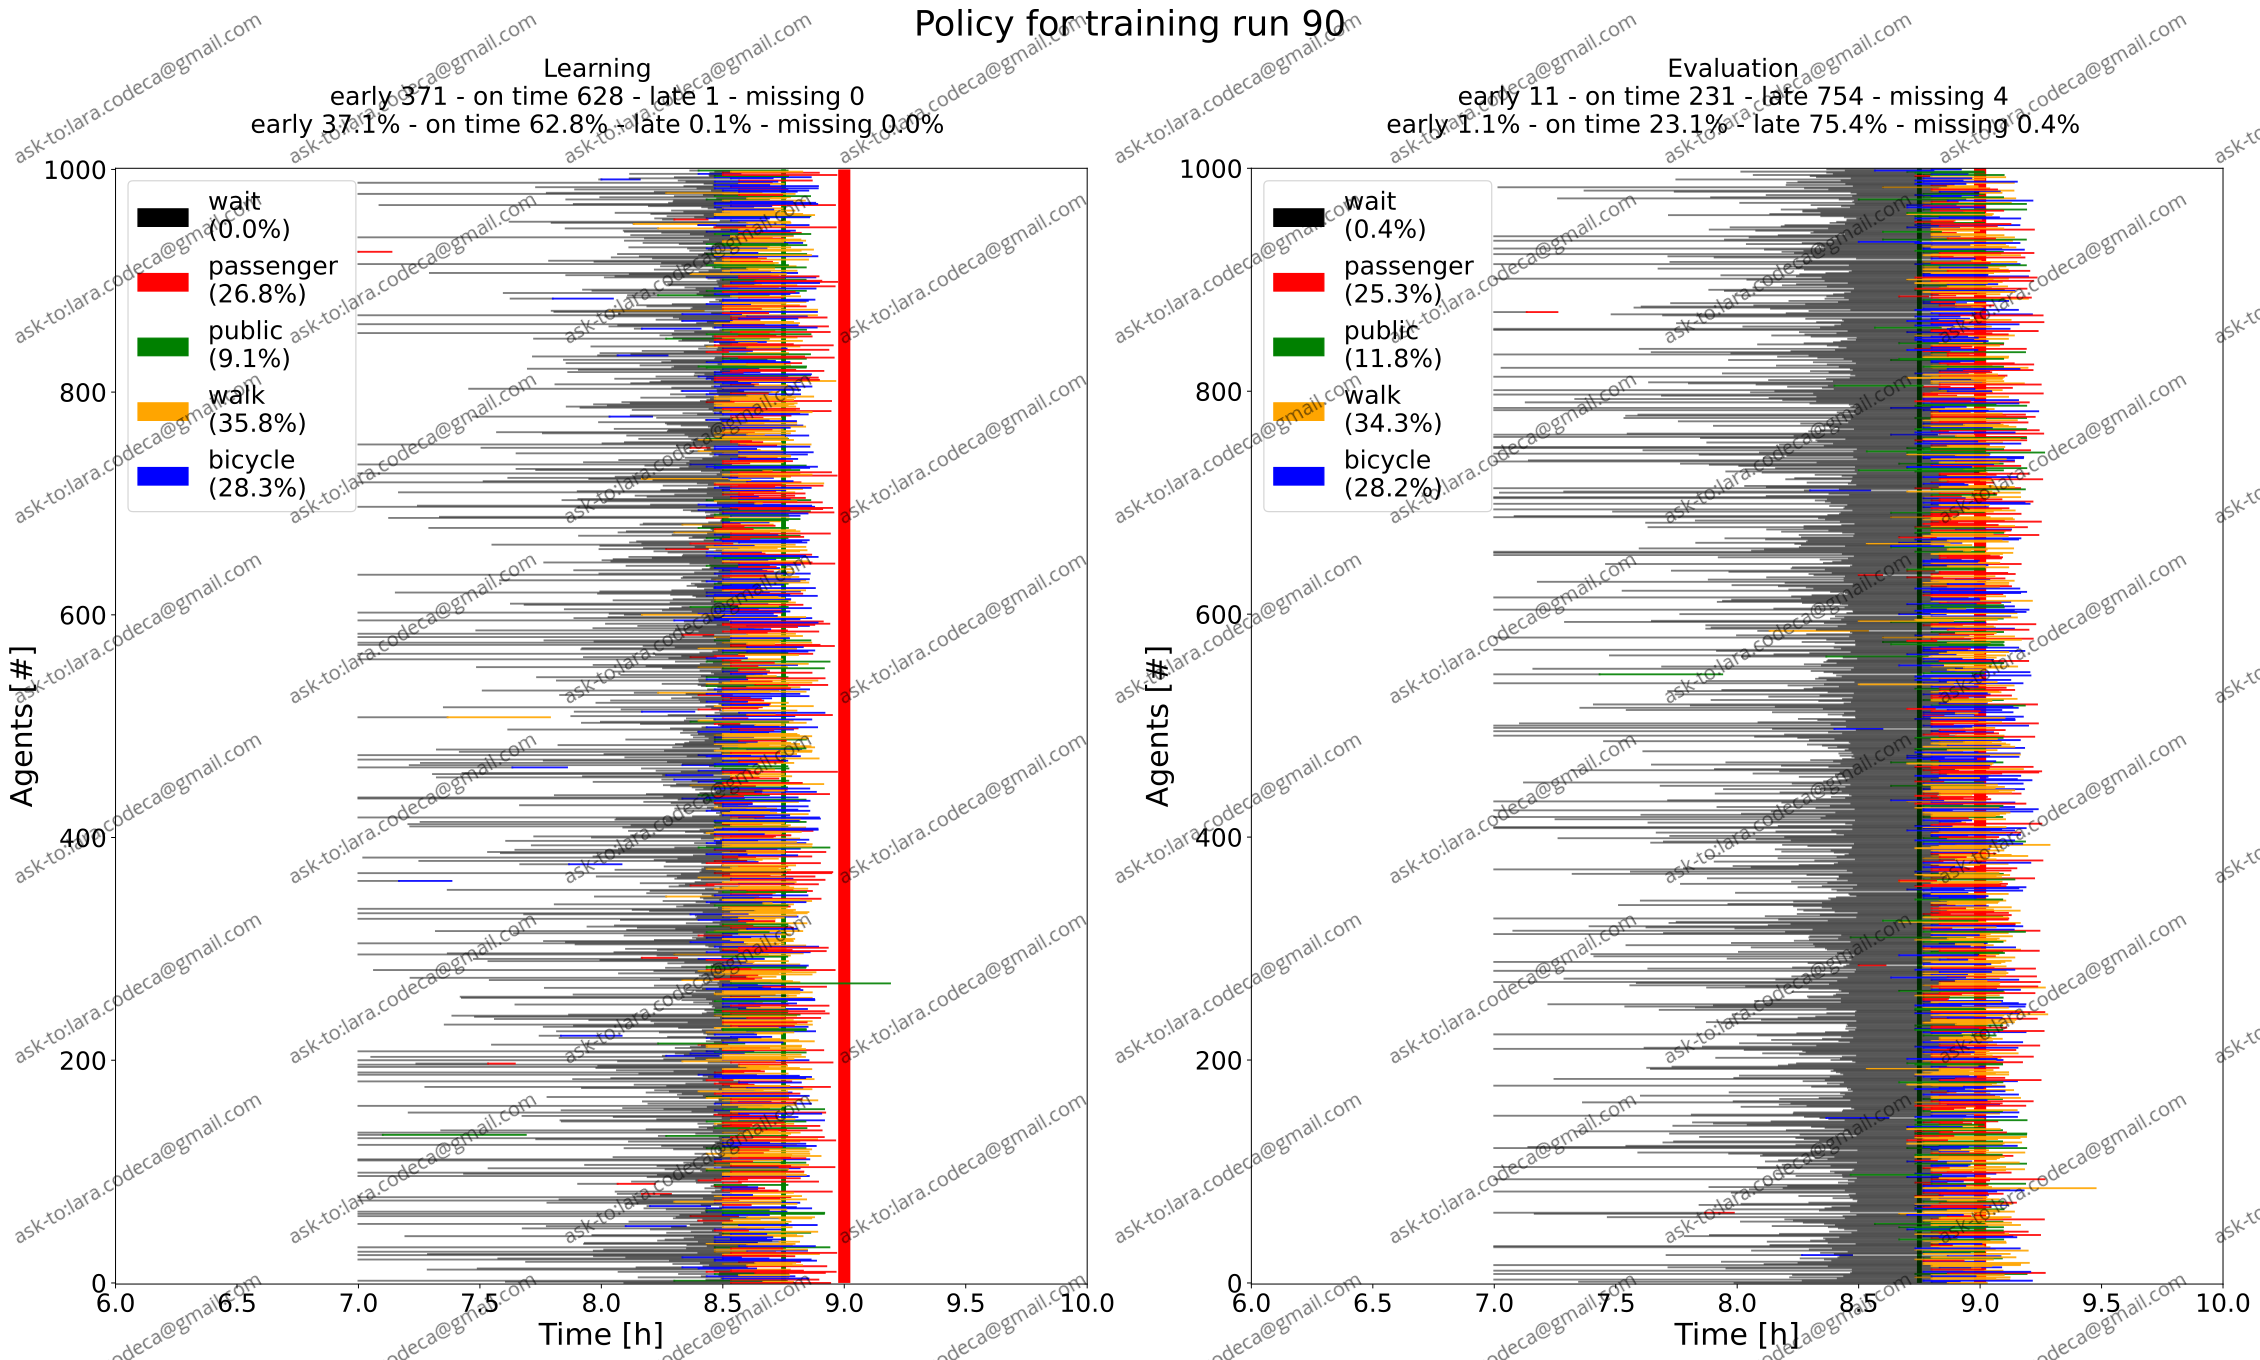 Policy for training run 90
Learning
early 371 - on time 628 - late 1 - missing 0
early 37.1% - on time 62.8% - late 0.1% - missing 0.0%
Evaluation
early 11 - on time 231 - late 754 - missing 4
early 1.1% - on time 23.1% - late 75.4% - missing 0.4%
wait
(0.0%)
passenger
(26.8%)
public
(9.1%)
walk
(35.8%)
bicycle
(28.3%)
Agents [#]
1000
800
600
400
200
0
6.0 6.5 7.0 7.5 8.0 8.5 9.0 9.5 10.0
Time [h]
wait
(0.4%)
passenger
(25.3%)
public
(11.8%)
walk
(34.3%)
bicycle
(28.2%)
Agents [#]
1000
800
600
400
200
0
6.0 6.5 7.0 7.5 8.0 8.5 9.0 9.5 10.0
Time [h]
ask-to:lara.codeca@gmail.com